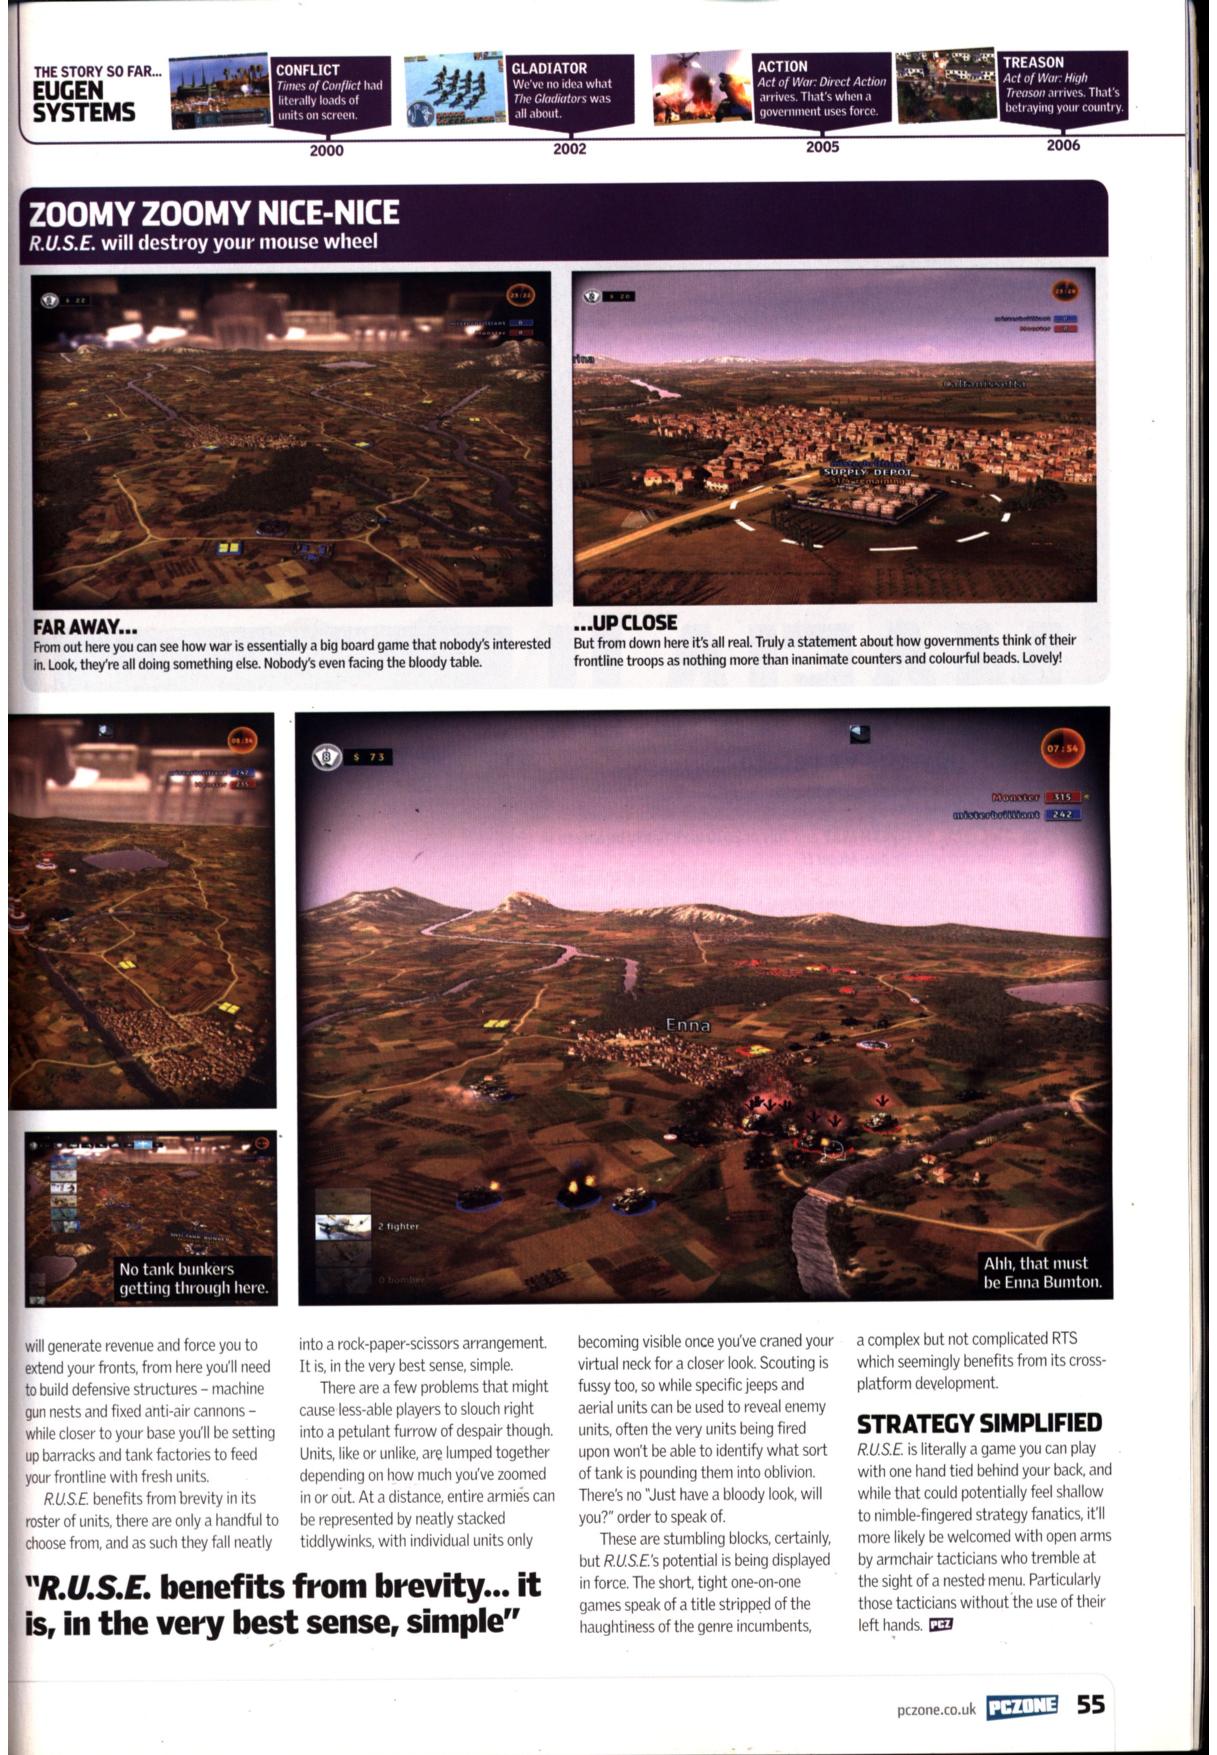 THE STORY SO FAR...
EUGEN
SYSTEMS
CONFLICT
Times of Conflict had
literally loads of
units on screen.
2000
GLADIATOR
We've no idea what
The Gladiators was
all about.
2002
ACTION
Act of War: Direct Action
arrives. That's when a
government uses force.
2005
TREASON
Act of War: High
Treason arrives. That's
betraying your country.
2006
ZOOMY ZOOMY NICE-NICE
R.U.S.E. will destroy your mouse wheel
$ 22
misterbrilliant
Monster
$ 20
misterbrilliant
Monster
rina
Caltanissetta
SUPPLY DEPOT
FAR AWAY...
From out here you can see how war is essentially a big board game that nobody's interested
in. Look, they're all doing something else. Nobody's even facing the bloody table.
...UP CLOSE
But from down here it's all real. Truly a statement about how governments think of their
frontline troops as nothing more than inanimate counters and colourful beads. Lovely!
misterbrilliant 242
Monster
8 $ 73
07:54
Monster 315
misterbrilliant 242
Enna
2 fighter
0 bomber
No tank bunkers
getting through here.
Ahh, that must
be Enna Bumton.
will generate revenue and force you to
extend your fronts, from here you'll need
to build defensive structures – machine
gun nests and fixed anti-air cannons –
while closer to your base you'll be setting
up barracks and tank factories to feed
your frontline with fresh units.
R.U.S.E. benefits from brevity in its
roster of units, there are only a handful to
choose from, and as such they fall neatly
into a rock-paper-scissors arrangement.
It is, in the very best sense, simple.
There are a few problems that might
cause less-able players to slouch right
into a petulant furrow of despair though.
Units, like or unlike, are lumped together
depending on how much you've zoomed
in or out. At a distance, entire armies can
be represented by neatly stacked
tiddlywinks, with individual units only
"R.U.S.E. benefits from brevity... it
is, in the very best sense, simple"
becoming visible once you've craned your
virtual neck for a closer look. Scouting is
fussy too, so while specific jeeps and
aerial units can be used to reveal enemy
units, often the very units being fired
upon won't be able to identify what sort
of tank is pounding them into oblivion.
There's no "Just have a bloody look, will
you?" order to speak of.
These are stumbling blocks, certainly,
but R.U.S.E.'s potential is being displayed
in force. The short, tight one-on-one
games speak of a title stripped of the
haughtiness of the genre incumbents,
a complex but not complicated RTS
which seemingly benefits from its cross-
platform development.
STRATEGY SIMPLIFIED
R.U.S.E. is literally a game you can play
with one hand tied behind your back, and
while that could potentially feel shallow
to nimble-fingered strategy fanatics, it'll
more likely be welcomed with open arms
by armchair tacticians who tremble at
the sight of a nested menu. Particularly
those tacticians without the use of their
left hands. PCZ
pczone.co.uk PCZONE 55